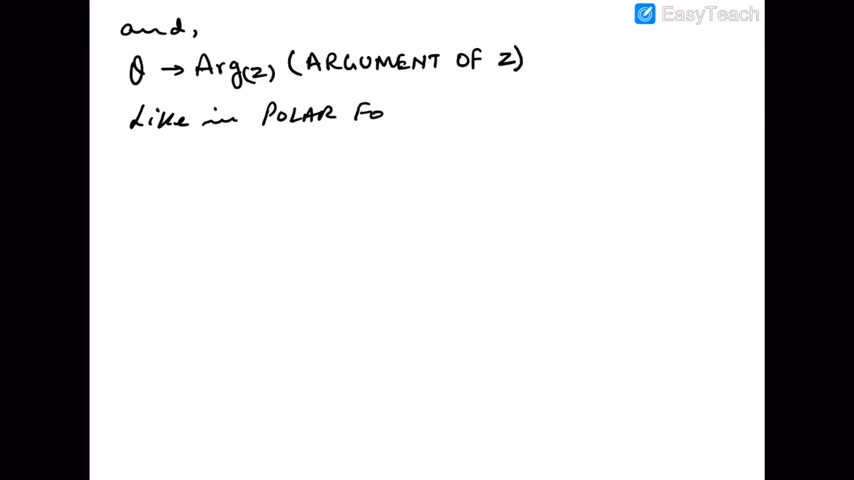 EasyTeach
and,
θ → Arg(z) (ARGUMENT OF Z)
Like in POLAR FO